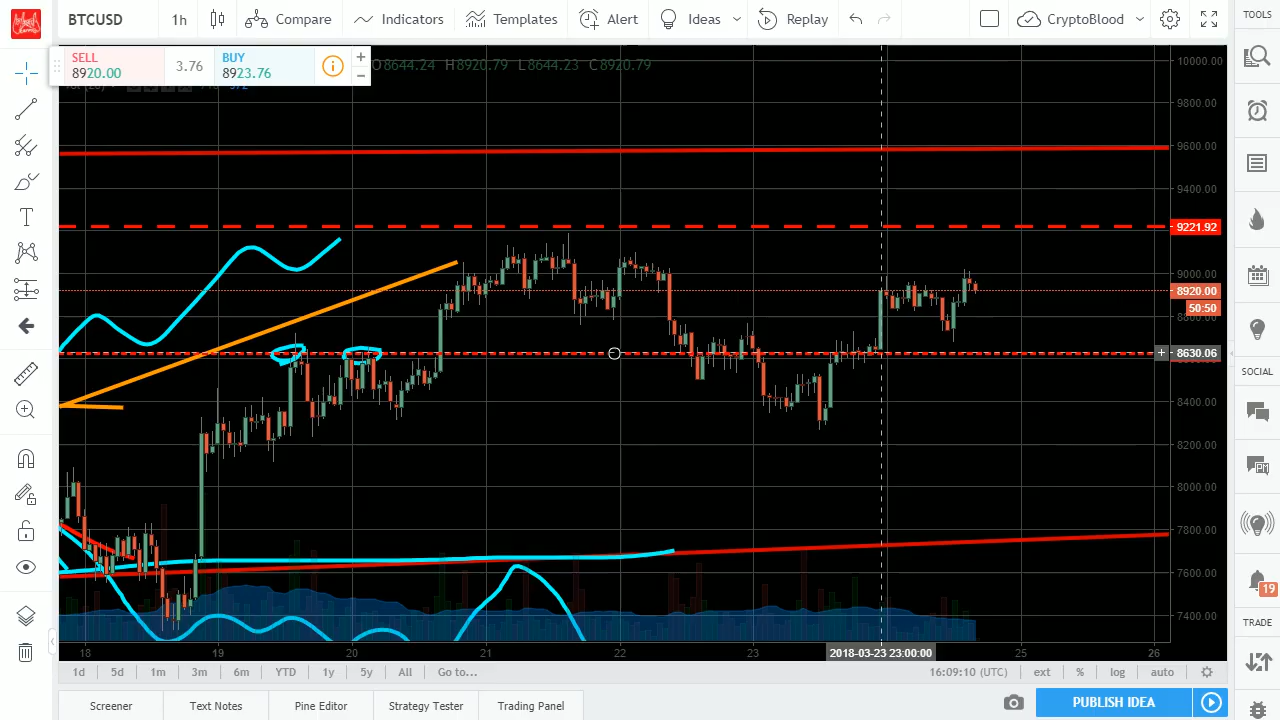 BTCUSD 1h Compare Indicators Templates Alert Ideas Replay CryptoBlood
TOOLS
SELL
8920.00
3.76
BUY
8923.76
O8644.24 H8920.79 L8644.23 C8920.79
10000.00
9800.00
9600.00
9400.00
9221.92
9000.00
8920.00
50:50
8630.06
8400.00
8200.00
8000.00
7800.00
7600.00
7400.00
SOCIAL
19
TRADE
18 19 20 21 22 23 2018-03-23 23:00:00 25 26
1d 5d 1m 3m 6m YTD 1y 5y All Go to... 16:09:10 (UTC) ext % log auto
Screener Text Notes Pine Editor Strategy Tester Trading Panel PUBLISH IDEA